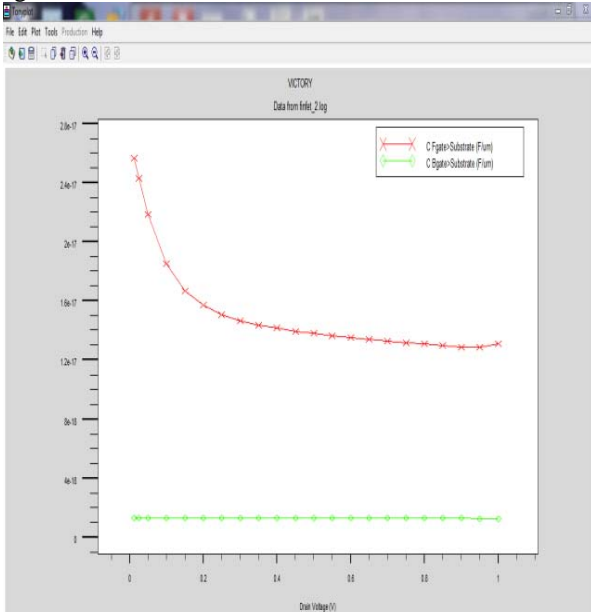 Tonyplot
File Edit Plot Tools Production Help
VICTORY
Data from finfet_2.log
C Fgate>Substrate (F/um)
C Bgate>Substrate (F/um)
2.8e-17
2.4e-17
2e-17
1.6e-17
1.2e-17
8e-18
4e-18
0
0 0.2 0.4 0.6 0.8 1
Drain Voltage (V)